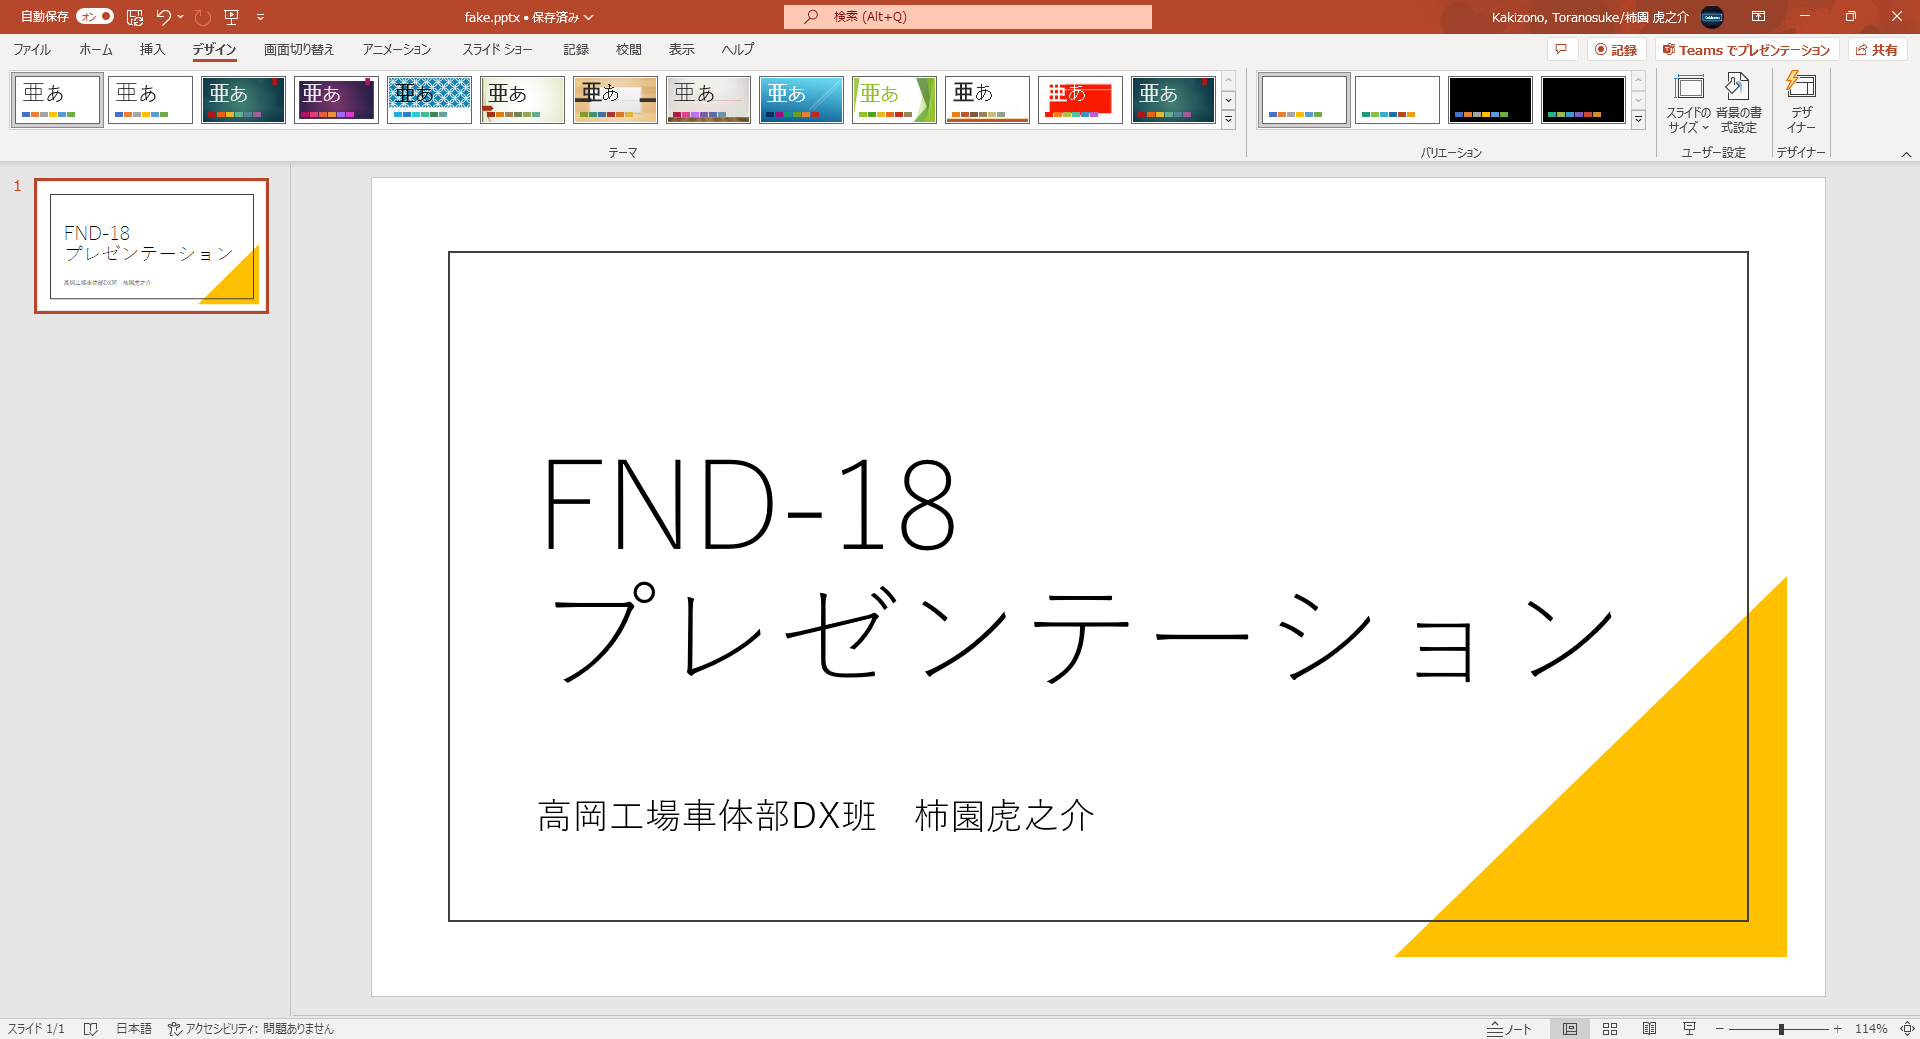 自動保存 オン fake.pptx • 保存済み 検索 (Alt+Q) Kakizono, Toranosuke/柿園 虎之介
ファイル ホーム 挿入 デザイン 画面切り替え アニメーション スライド ショー 記録 校閲 表示 ヘルプ 記録 Teams でプレゼンテーション 共有
亜あ 亜あ 亜あ 亜あ 亜あ 亜あ 亜あ 亜あ 亜あ 亜あ 亜あ 亜あ 亜あ
スライドの
サイズ
背景の書
式設定
デザ
イナー
テーマ バリエーション ユーザー設定 デザイナー
1
FND-18
プレゼンテーション
高岡工場車体部DX班　柿園虎之介
FND-18
プレゼンテーション
高岡工場車体部DX班　柿園虎之介
スライド 1/1 日本語 アクセシビリティ: 問題ありません ノート 114%